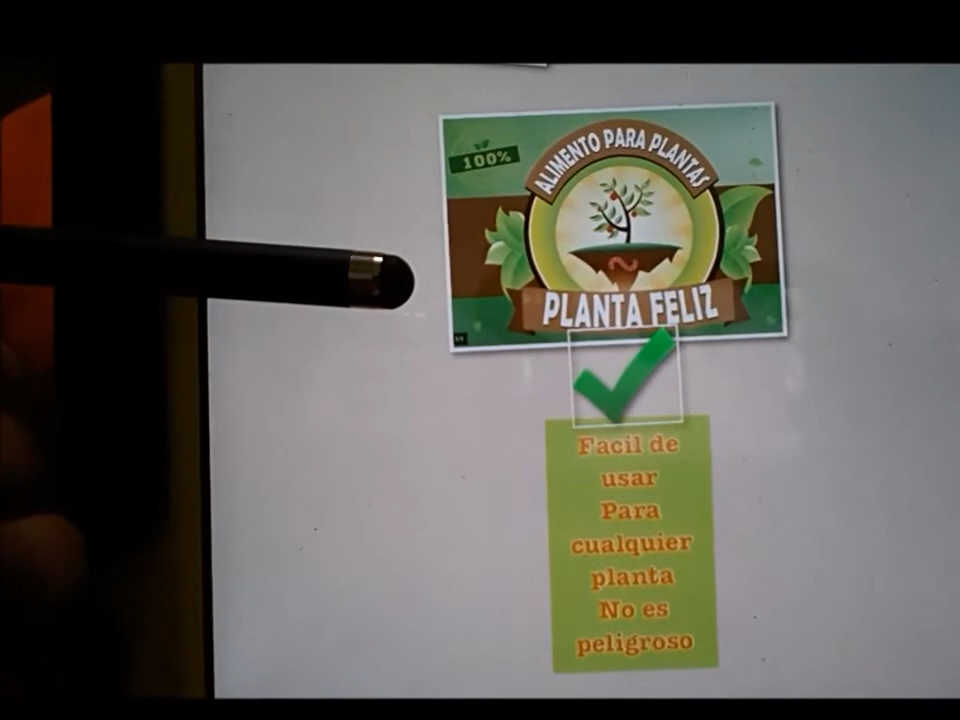 100%
ALIMENTO PARA PLANTAS
PLANTA FELIZ
Facil de
usar
Para
cualquier
planta
No es
peligroso